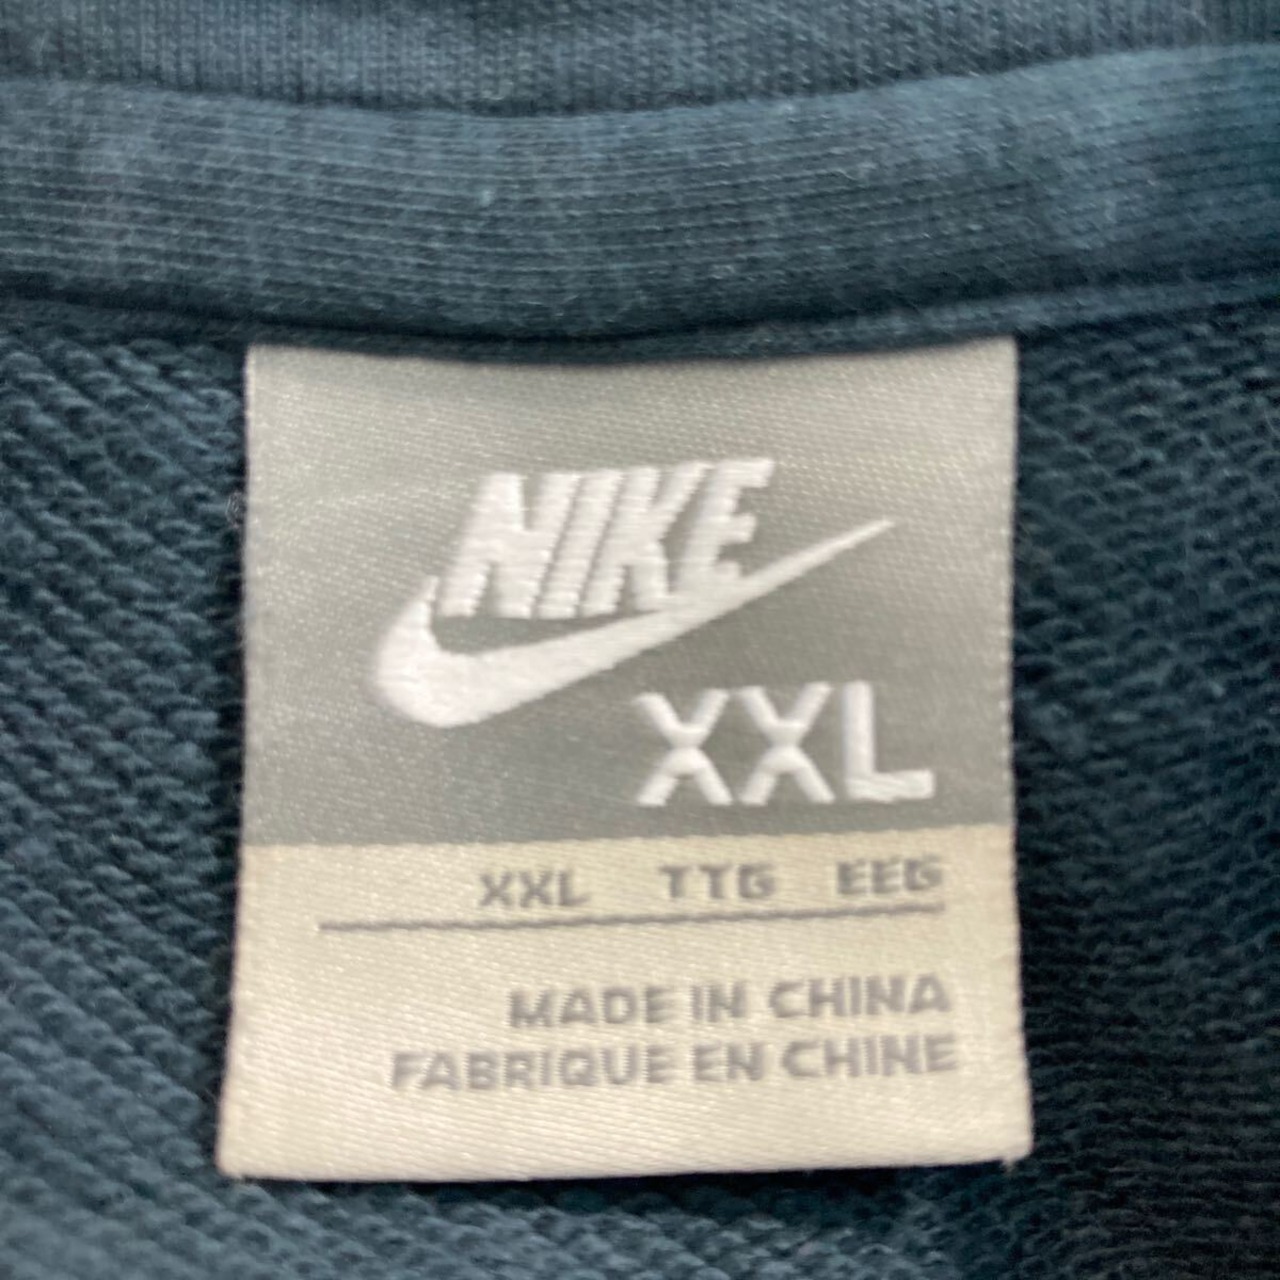 NIKE
XXL
XXL TTG EEG
MADE IN CHINA
FABRIQUE EN CHINE